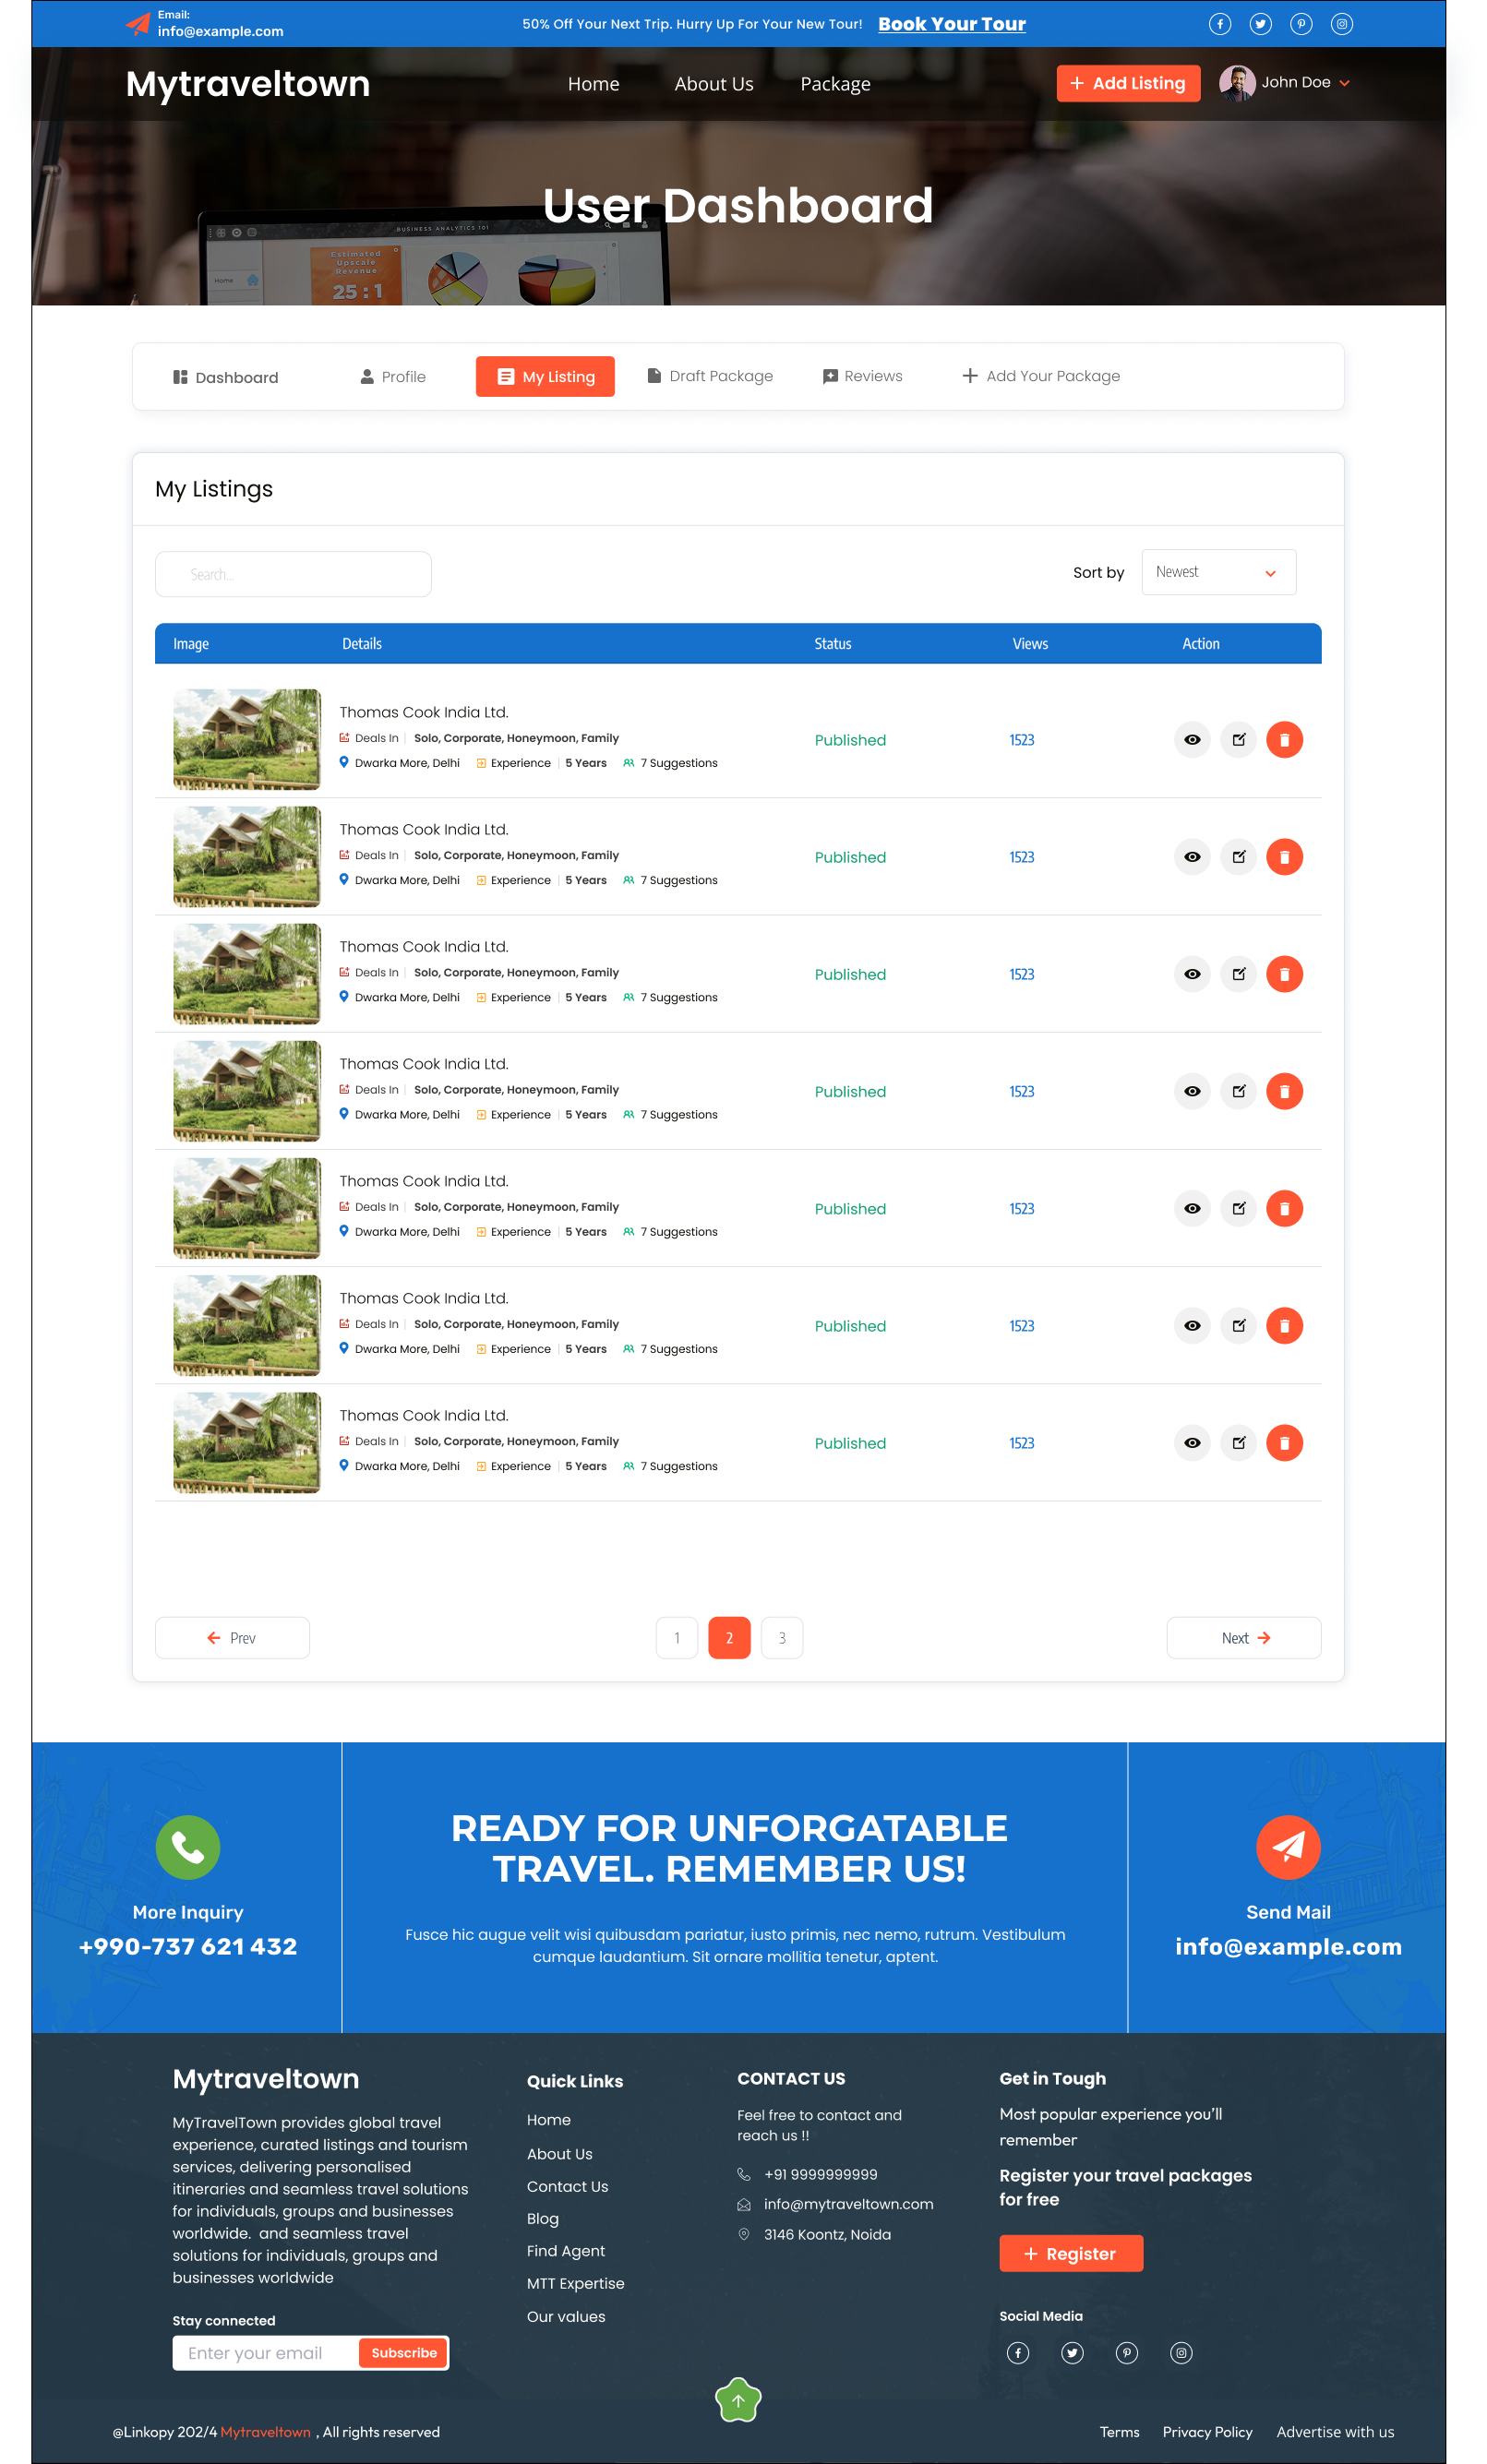 Email:
info@example.com
50% Off Your Next Trip. Hurry Up For Your New Tour! Book Your Tour
Mytraveltown
Home About Us Package
Add Listing
John Doe
BUSINESS ANALYTICS 101
Home
Estimated
Upscale
Revenue
25:1
User Dashboard
Dashboard Profile My Listing Draft Package Reviews Add Your Package
My Listings
Search...
Sort by Newest
Image Details Status Views Action
Thomas Cook India Ltd.
Deals In Solo, Corporate, Honeymoon, Family
Dwarka More, Delhi Experience 5 Years 7 Suggestions
Published 1523
Thomas Cook India Ltd.
Deals In Solo, Corporate, Honeymoon, Family
Dwarka More, Delhi Experience 5 Years 7 Suggestions
Published 1523
Thomas Cook India Ltd.
Deals In Solo, Corporate, Honeymoon, Family
Dwarka More, Delhi Experience 5 Years 7 Suggestions
Published 1523
Thomas Cook India Ltd.
Deals In Solo, Corporate, Honeymoon, Family
Dwarka More, Delhi Experience 5 Years 7 Suggestions
Published 1523
Thomas Cook India Ltd.
Deals In Solo, Corporate, Honeymoon, Family
Dwarka More, Delhi Experience 5 Years 7 Suggestions
Published 1523
Thomas Cook India Ltd.
Deals In Solo, Corporate, Honeymoon, Family
Dwarka More, Delhi Experience 5 Years 7 Suggestions
Published 1523
Thomas Cook India Ltd.
Deals In Solo, Corporate, Honeymoon, Family
Dwarka More, Delhi Experience 5 Years 7 Suggestions
Published 1523
Prev 1 2 3 Next
More Inquiry
+990-737 621 432
READY FOR UNFORGATABLE
TRAVEL. REMEMBER US!
Fusce hic augue velit wisi quibusdam pariatur, iusto primis, nec nemo, rutrum. Vestibulum
cumque laudantium. Sit ornare mollitia tenetur, aptent.
Send Mail
info@example.com
Mytraveltown
MyTravelTown provides global travel
experience, curated listings and tourism
services, delivering personalised
itineraries and seamless travel solutions
for individuals, groups and businesses
worldwide. and seamless travel
solutions for individuals, groups and
businesses worldwide
Stay connected
Enter your email Subscribe
Quick Links
Home
About Us
Contact Us
Blog
Find Agent
MTT Expertise
Our values
CONTACT US
Feel free to contact and
reach us !!
+91 9999999999
info@mytraveltown.com
3146 Koontz, Noida
Get in Tough
Most popular experience you'll
remember
Register your travel packages
for free
Register
Social Media
@Linkopy 202/4 Mytraveltown , All rights reserved
Terms Privacy Policy Advertise with us